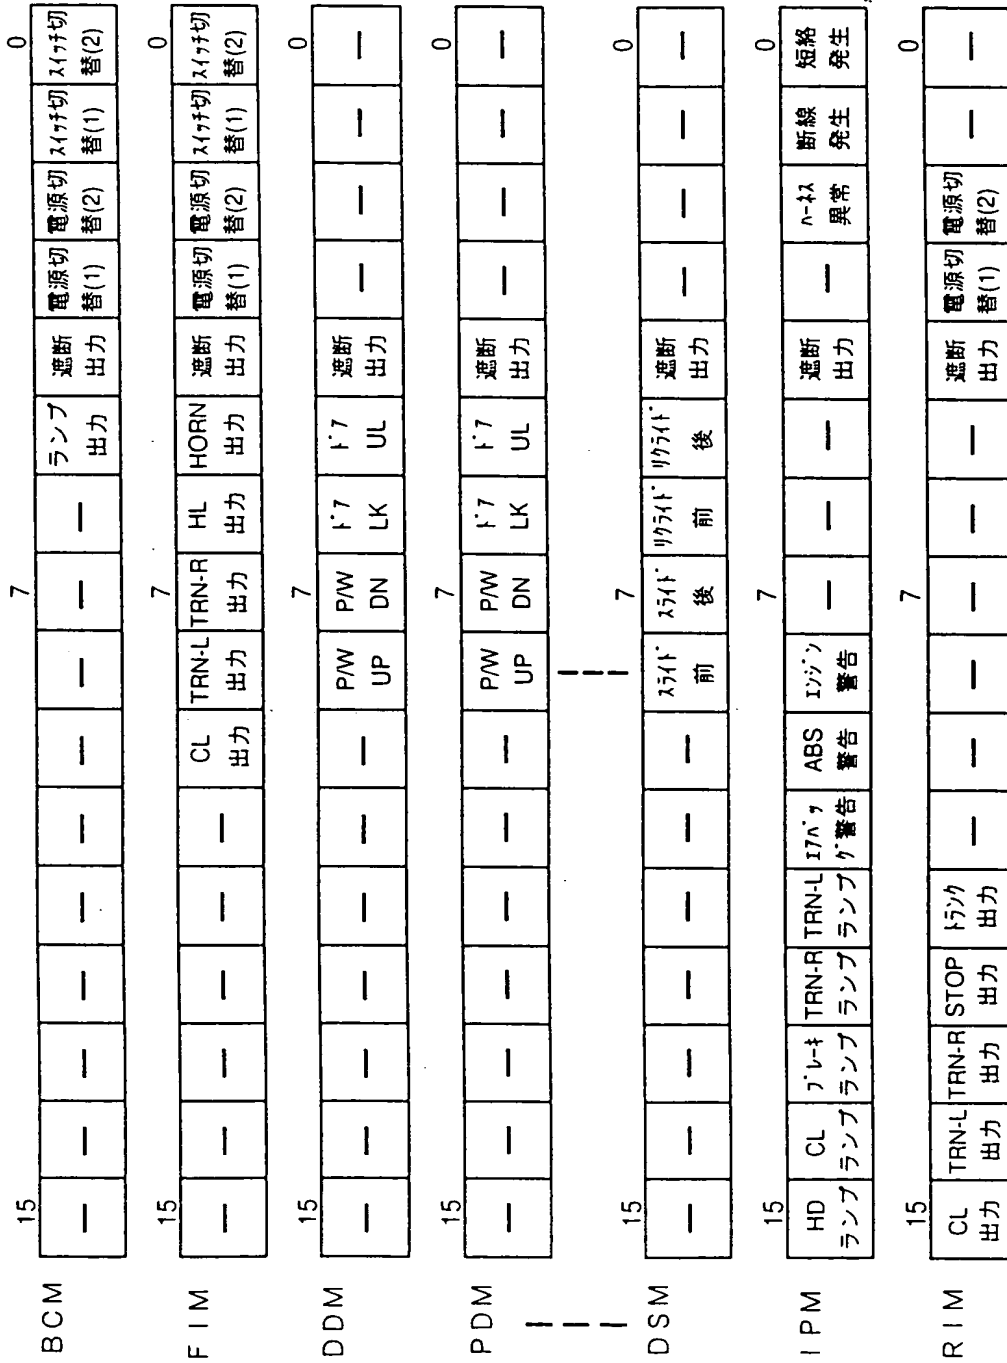 15 7 0
BCM
— — — — — — — — — —
ランプ
出力
遮断
出力
電源切
替(1)
電源切
替(2)
スイッチ切
替(1)
スイッチ切
替(2)
15 7 0
FIM
— — — — — —
CL
出力
TRN-L
出力
TRN-R
出力
HL
出力
HORN
出力
遮断
出力
電源切
替(1)
電源切
替(2)
スイッチ切
替(1)
スイッチ切
替(2)
15 7 0
DDM
— — — — — — —
P/W
UP
P/W
DN
ﾄﾞｱ
LK
ﾄﾞｱ
UL
遮断
出力
— — — —
15 7 0
PDM
— — — — — — —
P/W
UP
P/W
DN
ﾄﾞｱ
LK
ﾄﾞｱ
UL
遮断
出力
— — — —
15 7 0
DSM
— — — — — — —
ｽﾗｲﾄﾞ
前
ｽﾗｲﾄﾞ
後
ﾘｸﾗｲﾄﾞ
前
ﾘｸﾗｲﾄﾞ
後
遮断
出力
— — — —
15 7 0
IPM
HD
ランプ
CL
ランプ
ﾌﾞﾚｰｷ
ランプ
TRN-R
ランプ
TRN-L
ランプ
ｴｱﾊﾞｯ
ｸﾞ警告
ABS
警告
ｴﾝｼﾞﾝ
警告
— — —
遮断
出力
—
ﾊｰﾈｽ
異常
断線
発生
短絡
発生
15 7 0
RIM
CL
出力
TRN-L
出力
TRN-R
出力
STOP
出力
ﾄﾗﾝｸ
出力
— — — — — —
遮断
出力
電源切
替(1)
電源切
替(2)
— —